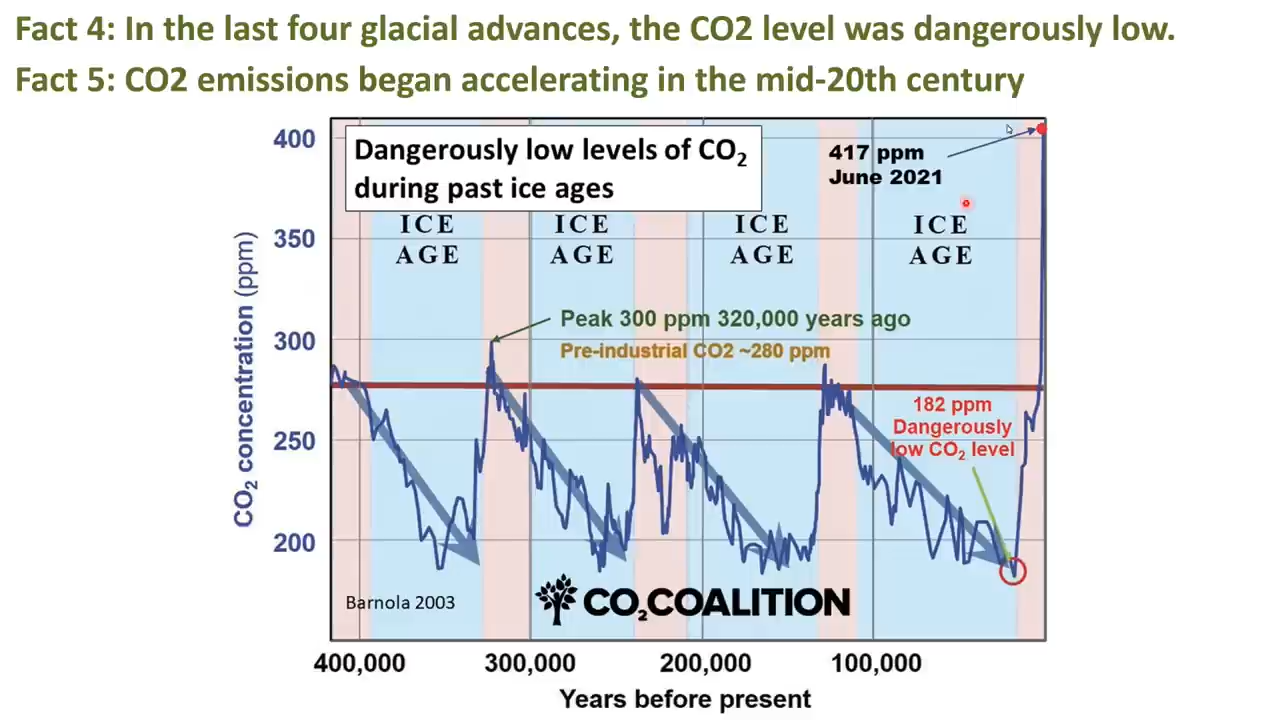 Fact 4: In the last four glacial advances, the CO2 level was dangerously low.
Fact 5: CO2 emissions began accelerating in the mid-20th century
Dangerously low levels of CO₂
during past ice ages
417 ppm
June 2021
ICE
AGE
ICE
AGE
ICE
AGE
ICE
AGE
Peak 300 ppm 320,000 years ago
Pre-industrial CO2 ~280 ppm
182 ppm
Dangerously
low CO₂ level
Barnola 2003
CO₂COALITION
CO₂ concentration (ppm)
400
350
300
250
200
400,000
300,000
200,000
100,000
Years before present